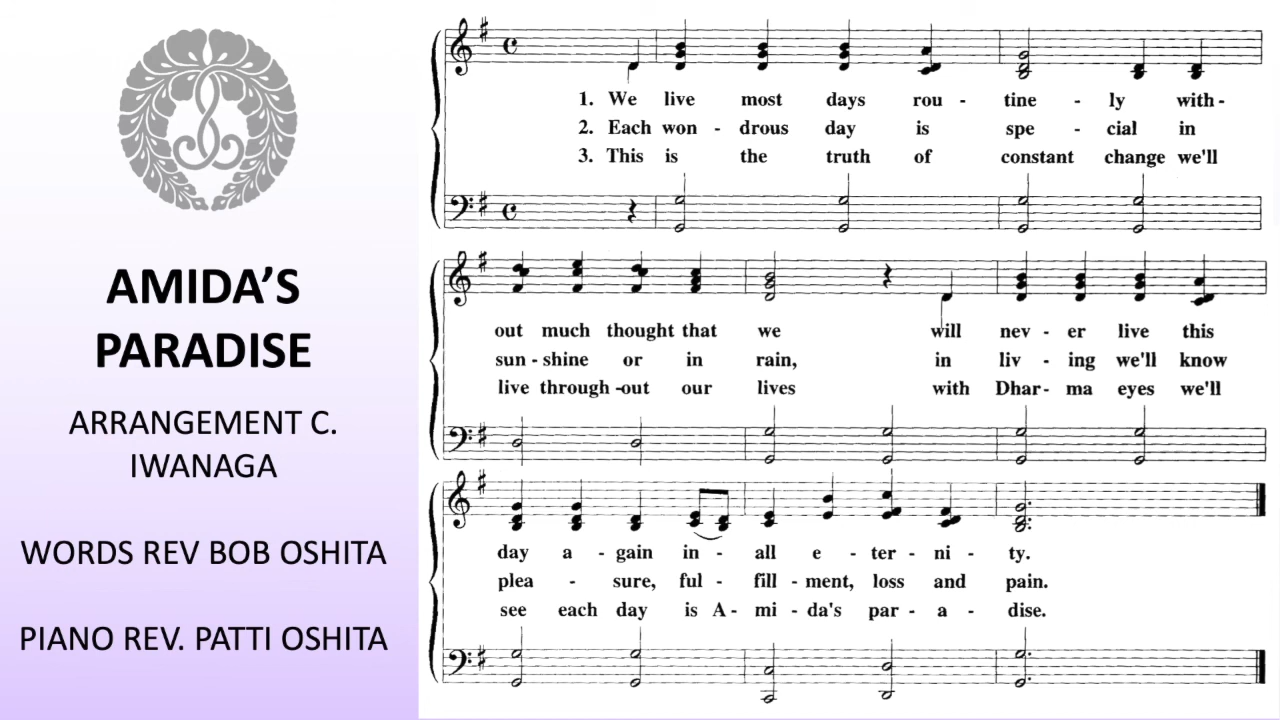 AMIDA'S
PARADISE
ARRANGEMENT C.
IWANAGA
WORDS REV BOB OSHITA
PIANO REV. PATTI OSHITA
1. We live most days rou - tine - ly with -
2. Each won - drous day is spe - cial in
3. This is the truth of constant change we'll
out much thought that we will nev - er live this
sun - shine or in rain, in liv - ing we'll know
live through -out our lives with Dhar - ma eyes we'll
day a - gain in - all e - ter - ni - ty.
plea - sure, ful - fill - ment, loss and pain.
see each day is A - mi - da's par - a - dise.